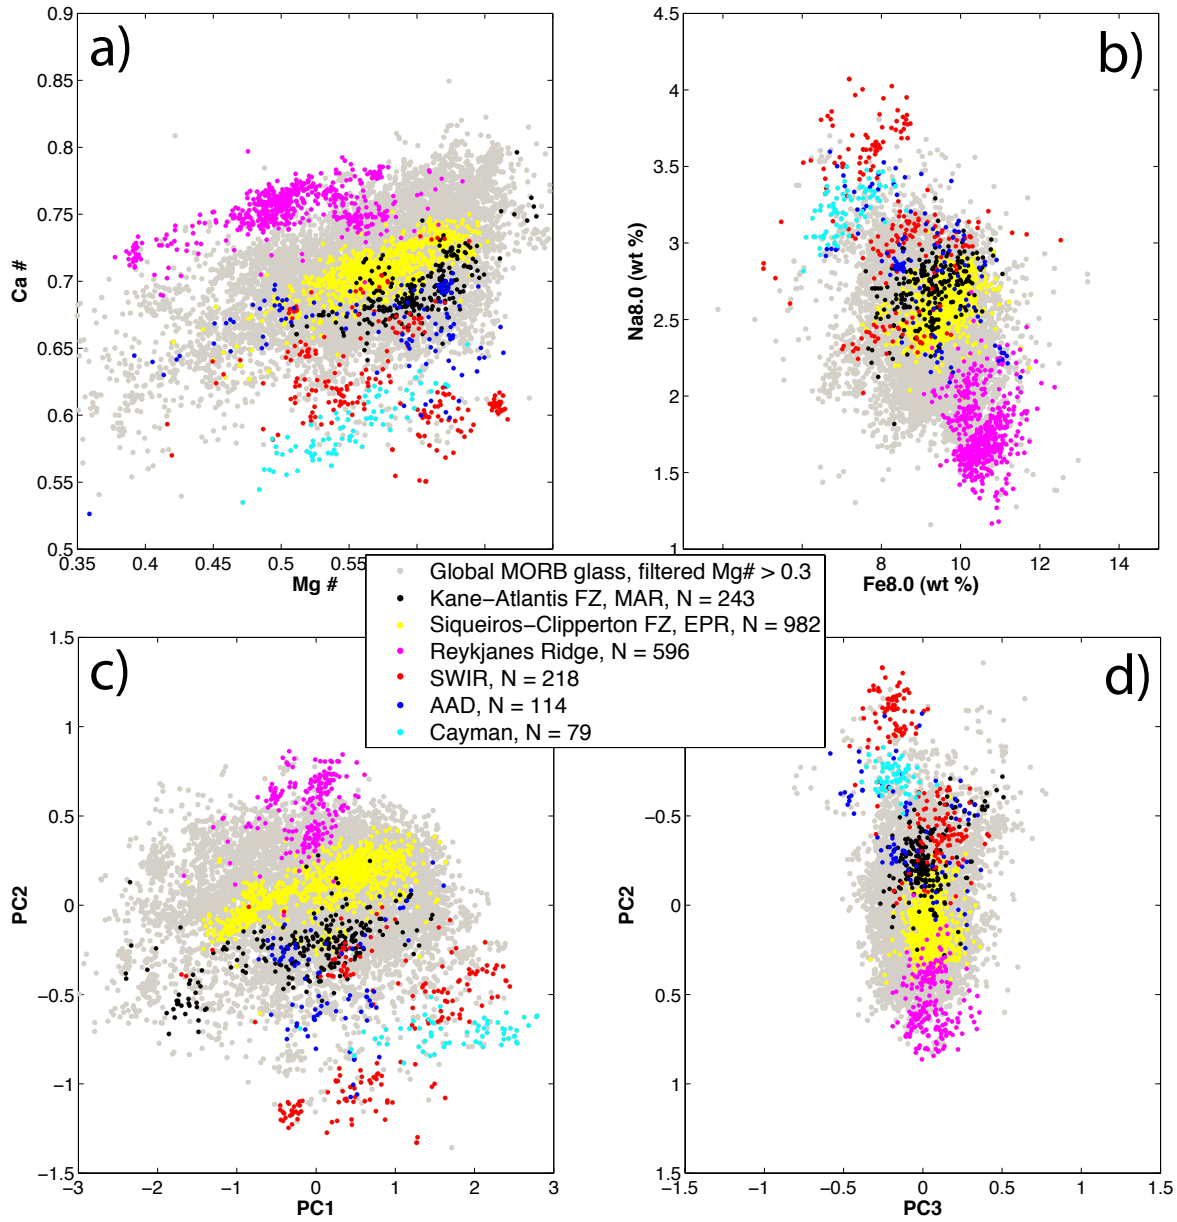 a)
0.9
0.85
0.8
0.75
0.7
0.65
0.6
0.55
0.5
Ca #
0.35
0.4
0.45
0.5
0.55
Mg #
b)
4.5
4
3.5
3
2.5
2
1.5
1
Na8.0 (wt %)
8
10
12
14
Fe8.0 (wt %)
Global MORB glass, filtered Mg# > 0.3
Kane−Atlantis FZ, MAR, N = 243
Siqueiros−Clipperton FZ, EPR, N = 982
Reykjanes Ridge, N = 596
SWIR, N = 218
AAD, N = 114
Cayman, N = 79
c)
1.5
1
0.5
0
−0.5
−1
−1.5
PC2
−3
−2
−1
0
1
2
3
PC1
d)
−0.5
0
0.5
1
1.5
PC2
−1.5
−1
−0.5
0
0.5
1
1.5
PC3